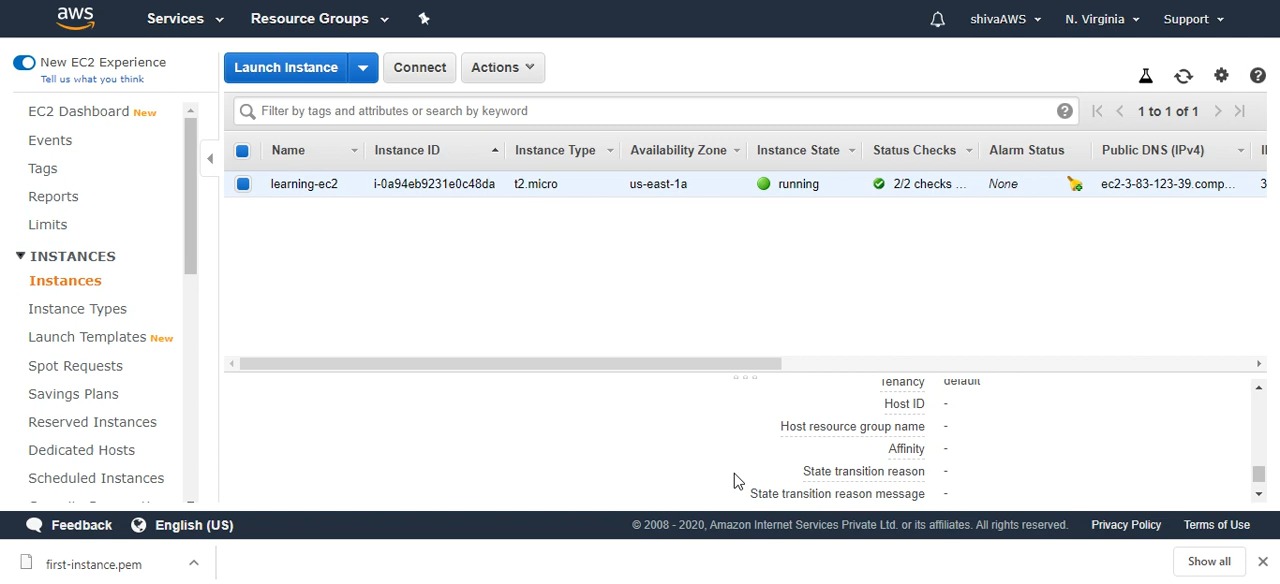 aws Services Resource Groups shivaAWS N. Virginia Support
New EC2 Experience
Tell us what you think
EC2 Dashboard New
Events
Tags
Reports
Limits
INSTANCES
Instances
Instance Types
Launch Templates New
Spot Requests
Savings Plans
Reserved Instances
Dedicated Hosts
Scheduled Instances
Launch Instance Connect Actions
Filter by tags and attributes or search by keyword ? 1 to 1 of 1
Name Instance ID Instance Type Availability Zone Instance State Status Checks Alarm Status Public DNS (IPv4)
learning-ec2 i-0a94eb9231e0c48da t2.micro us-east-1a running 2/2 checks ... None ec2-3-83-123-39.comp... 3
Tenancy default
Host ID -
Host resource group name -
Affinity -
State transition reason -
State transition reason message -
Feedback English (US) © 2008 - 2020, Amazon Internet Services Private Ltd. or its affiliates. All rights reserved. Privacy Policy Terms of Use
first-instance.pem Show all